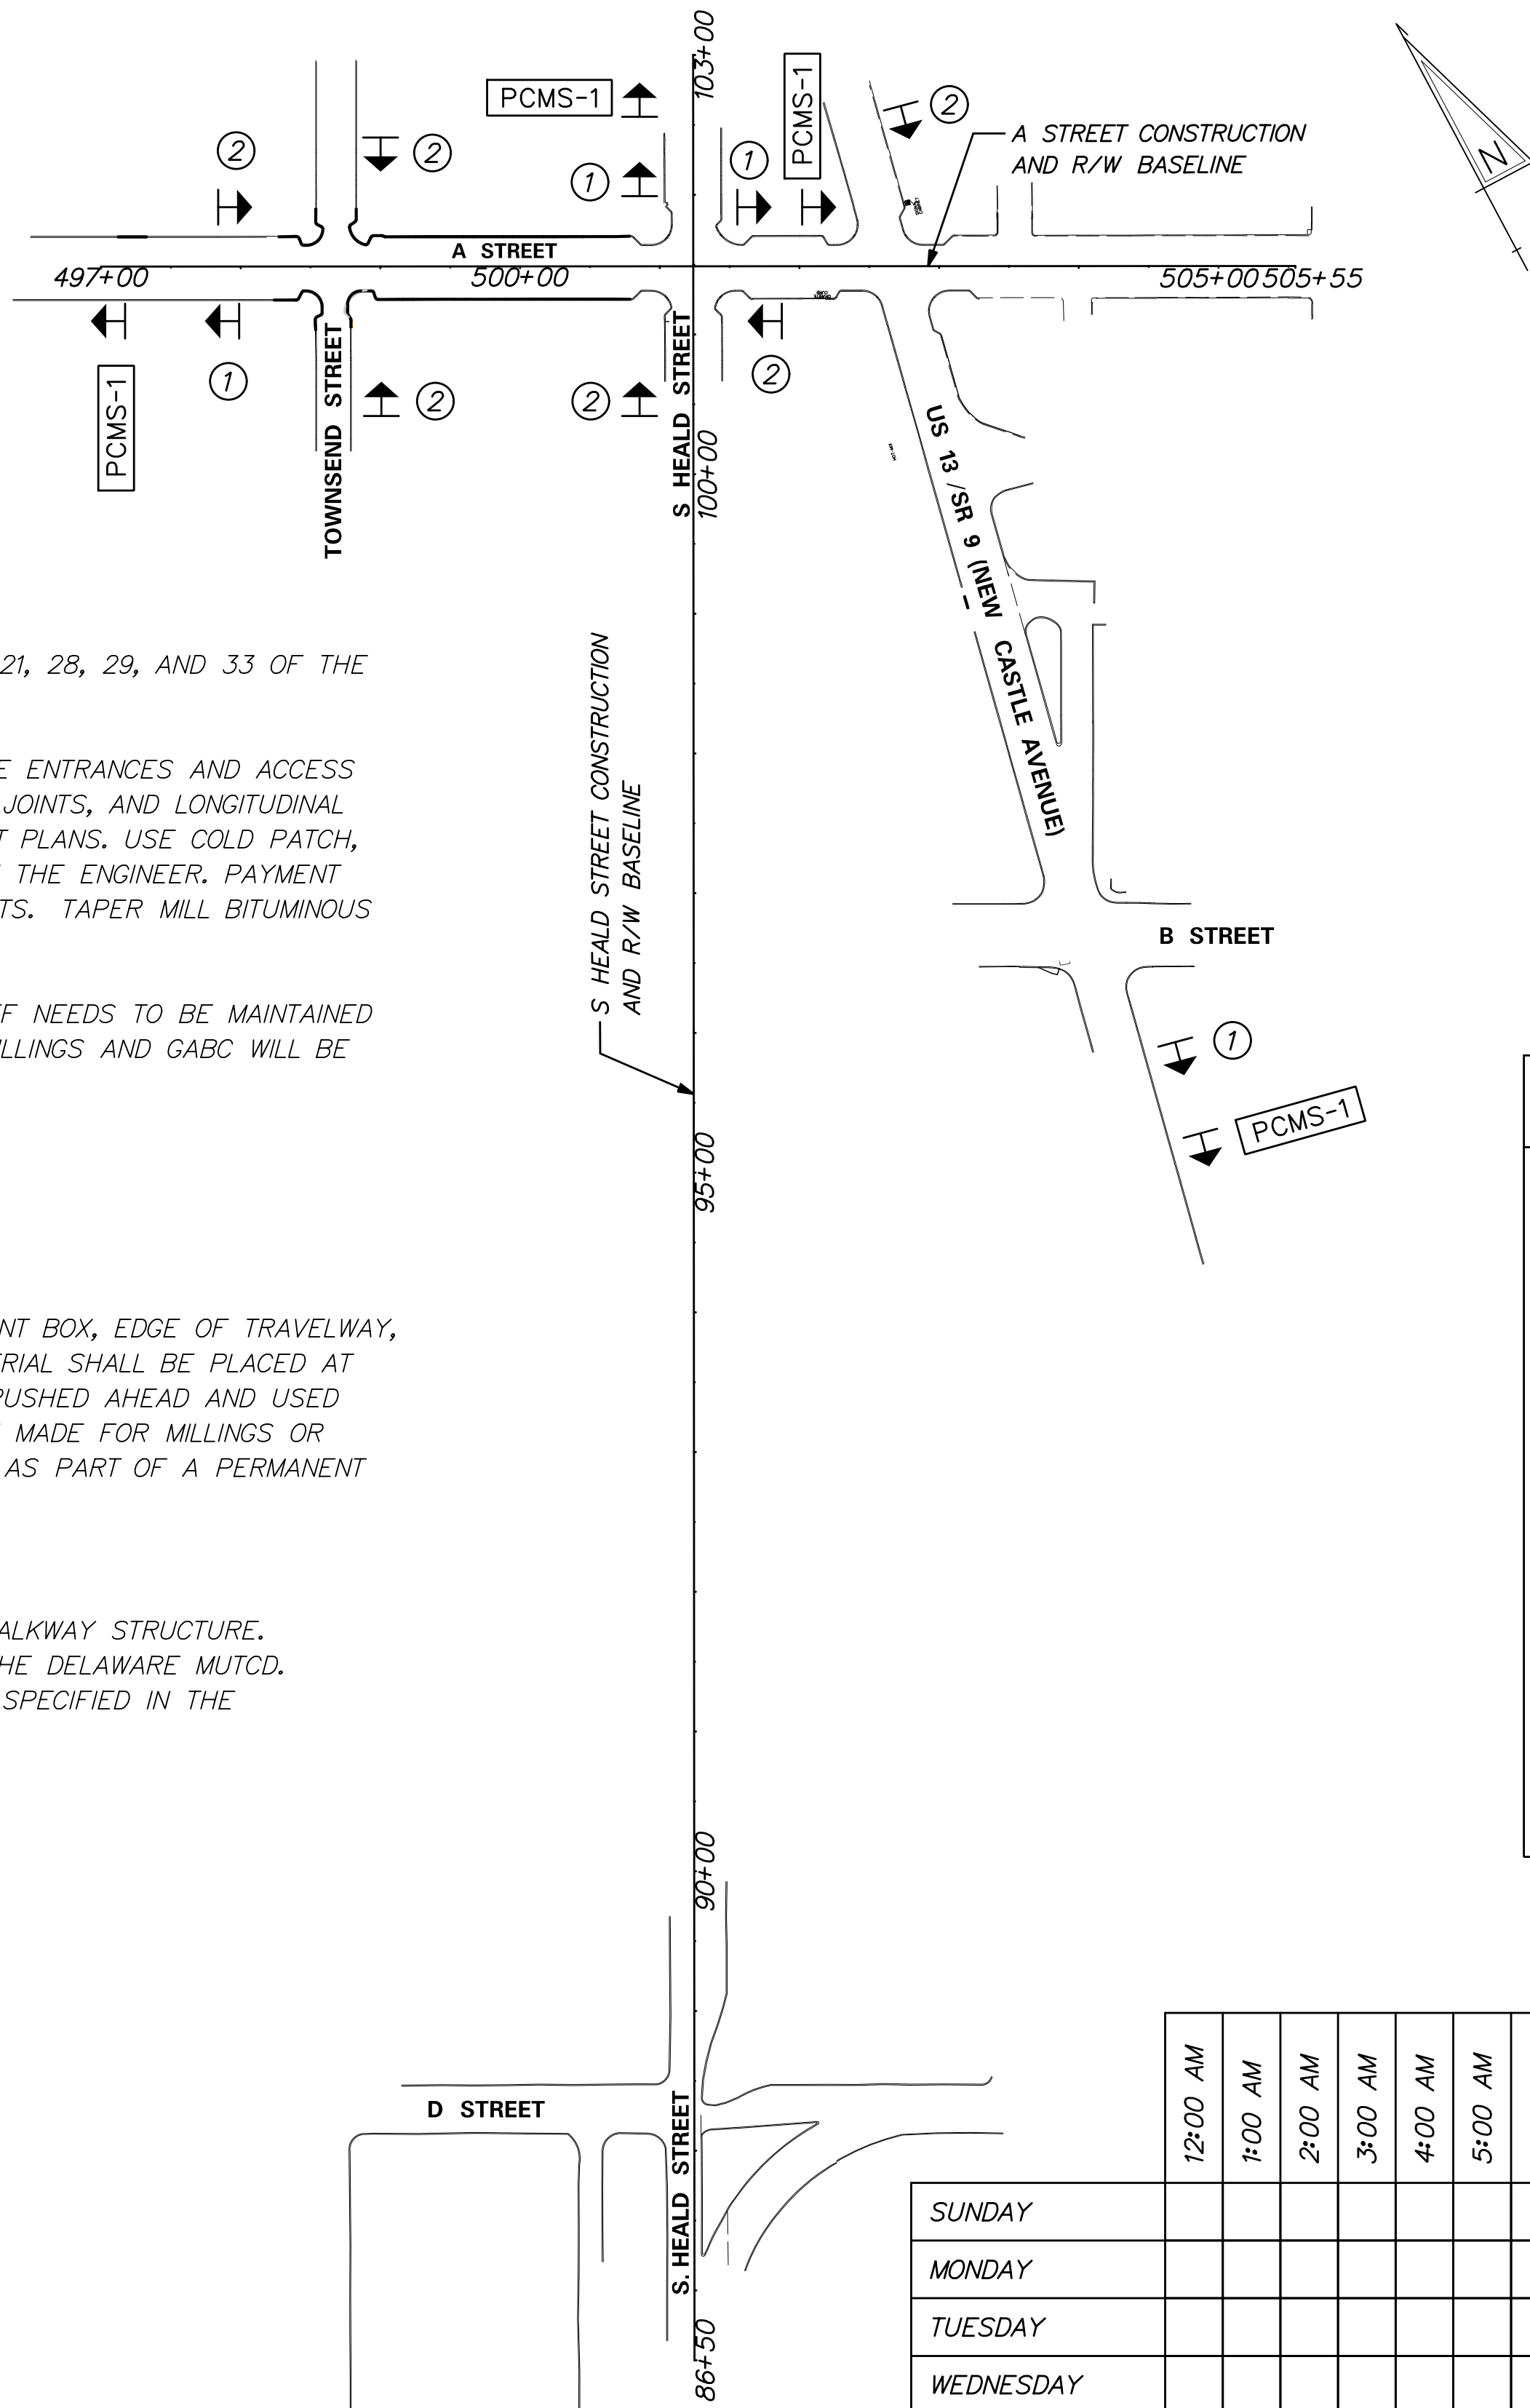 103+00
PCMS-1
PCMS-1
2
A STREET CONSTRUCTION
AND R/W BASELINE
N
2
2
1
1
A STREET
497+00
500+00
505+00
505+55
PCMS-1
1
2
2
2
TOWNSEND STREET
S HEALD STREET
100+00
US 13 /SR 9 (NEW CASTLE AVENUE)
21, 28, 29, AND 33 OF THE
ENTRANCES AND ACCESS
JOINTS, AND LONGITUDINAL
PLANS. USE COLD PATCH,
THE ENGINEER. PAYMENT
TAPER MILL BITUMINOUS
S HEALD STREET CONSTRUCTION
AND R/W BASELINE
B STREET
NEEDS TO BE MAINTAINED
AND GABC WILL BE
1
PCMS-1
95+00
BOX, EDGE OF TRAVELWAY,
SHALL BE PLACED AT
PUSHED AHEAD AND USED
MADE FOR MILLINGS OR
AS PART OF A PERMANENT
ALKWAY STRUCTURE.
HE DELAWARE MUTCD.
SPECIFIED IN THE
90+00
D STREET
S. HEALD STREET
86+50
12:00 AM
1:00 AM
2:00 AM
3:00 AM
4:00 AM
5:00 AM
SUNDAY
MONDAY
TUESDAY
WEDNESDAY